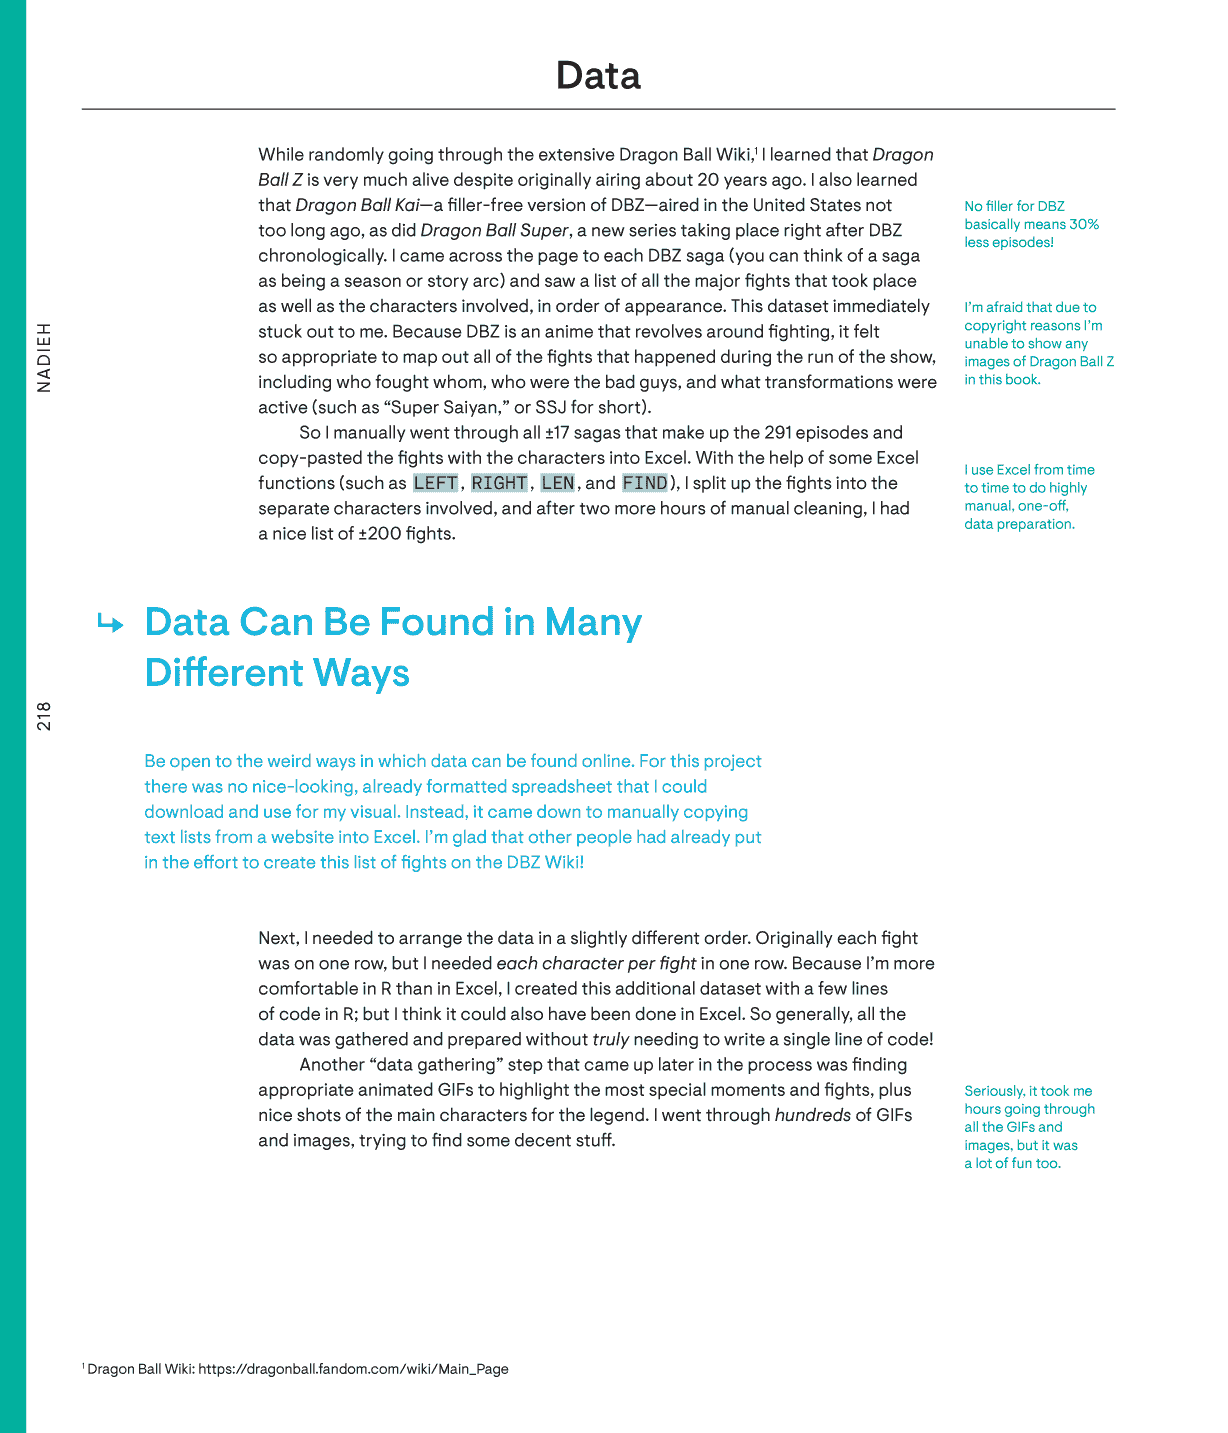 Data
While randomly going through the extensive Dragon Ball Wiki,¹ I learned that Dragon
Ball Z is very much alive despite originally airing about 20 years ago. I also learned
that Dragon Ball Kai—a filler-free version of DBZ—aired in the United States not
too long ago, as did Dragon Ball Super, a new series taking place right after DBZ
chronologically. I came across the page to each DBZ saga (you can think of a saga
as being a season or story arc) and saw a list of all the major fights that took place
as well as the characters involved, in order of appearance. This dataset immediately
stuck out to me. Because DBZ is an anime that revolves around fighting, it felt
so appropriate to map out all of the fights that happened during the run of the show,
including who fought whom, who were the bad guys, and what transformations were
active (such as “Super Saiyan,” or SSJ for short).
So I manually went through all ±17 sagas that make up the 291 episodes and
copy-pasted the fights with the characters into Excel. With the help of some Excel
functions (such as LEFT, RIGHT, LEN, and FIND), I split up the fights into the
separate characters involved, and after two more hours of manual cleaning, I had
a nice list of ±200 fights.
No filler for DBZ
basically means 30%
less episodes!
I’m afraid that due to
copyright reasons I’m
unable to show any
images of Dragon Ball Z
in this book.
I use Excel from time
to time to do highly
manual, one-off,
data preparation.
NADIEH
218
↳ Data Can Be Found in Many
Different Ways
Be open to the weird ways in which data can be found online. For this project
there was no nice-looking, already formatted spreadsheet that I could
download and use for my visual. Instead, it came down to manually copying
text lists from a website into Excel. I’m glad that other people had already put
in the effort to create this list of fights on the DBZ Wiki!
Next, I needed to arrange the data in a slightly different order. Originally each fight
was on one row, but I needed each character per fight in one row. Because I’m more
comfortable in R than in Excel, I created this additional dataset with a few lines
of code in R; but I think it could also have been done in Excel. So generally, all the
data was gathered and prepared without truly needing to write a single line of code!
Another “data gathering” step that came up later in the process was finding
appropriate animated GIFs to highlight the most special moments and fights, plus
nice shots of the main characters for the legend. I went through hundreds of GIFs
and images, trying to find some decent stuff.
Seriously, it took me
hours going through
all the GIFs and
images, but it was
a lot of fun too.
¹ Dragon Ball Wiki: https://dragonball.fandom.com/wiki/Main_Page